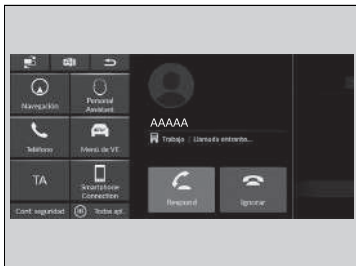 Navegación
Personal
Assistant
AAAAA
Trabajo / Llamada entrante...
Teléfono
Menú de VE
TA
Smartphone
Connection
Respond
Ignorar
Conf. seguridad
Todas apl.